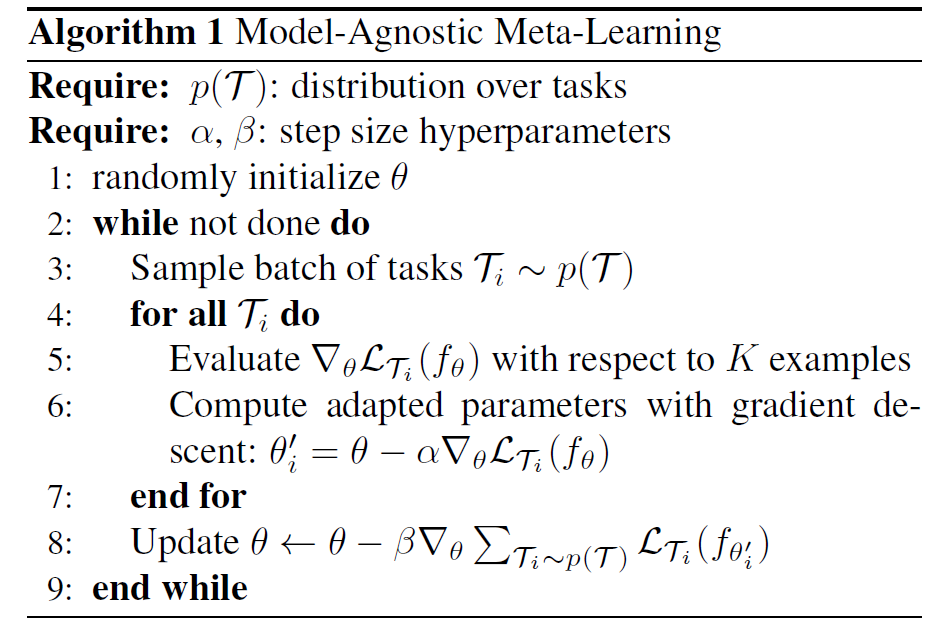 Algorithm 1 Model-Agnostic Meta-Learning
Require: p(𝒯): distribution over tasks
Require: α, β: step size hyperparameters
1: randomly initialize θ
2: while not done do
3: Sample batch of tasks 𝒯ᵢ ∼ p(𝒯)
4: for all 𝒯ᵢ do
5: Evaluate ∇_θ ℒ_{𝒯ᵢ}(f_θ) with respect to K examples
6: Compute adapted parameters with gradient de-
scent: θ′ᵢ = θ − α∇_θ ℒ_{𝒯ᵢ}(f_θ)
7: end for
8: Update θ ← θ − β∇_θ ∑_{𝒯ᵢ∼p(𝒯)} ℒ_{𝒯ᵢ}(f_{θ′ᵢ})
9: end while